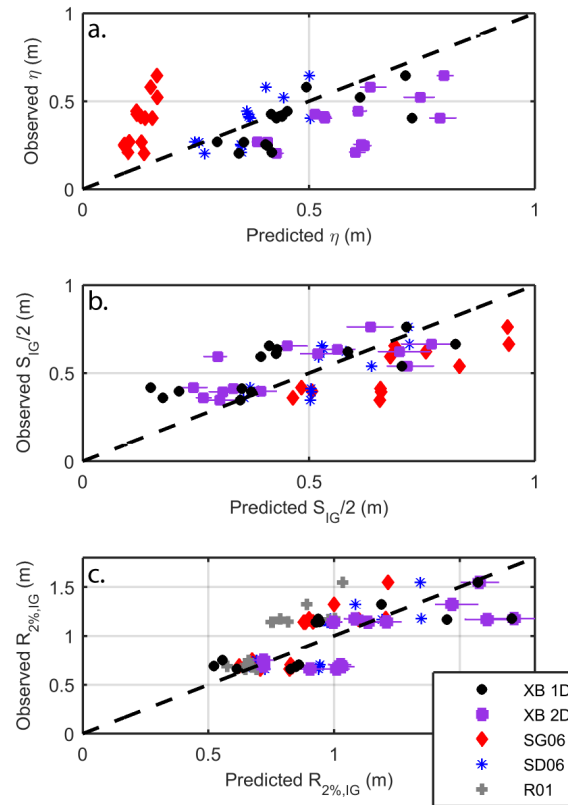 a.
1
0.5
0
0
0.5
1
Observed η (m)
Predicted η (m)
b.
1
0.5
0
0
0.5
1
Observed S_IG/2 (m)
Predicted S_IG/2 (m)
c.
1.5
1
0.5
0
0
0.5
1
Observed R_2%,IG (m)
Predicted R_2%,IG (m)
XB 1D
XB 2D
SG06
SD06
R01